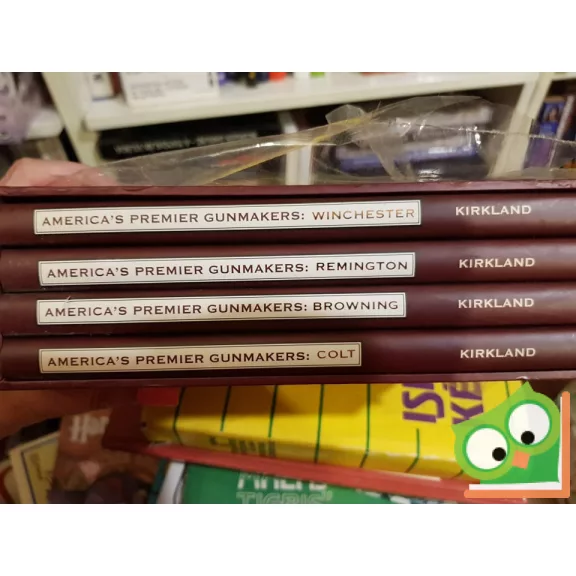 AMERICA'S PREMIER GUNMAKERS: WINCHESTER KIRKLAND
AMERICA'S PREMIER GUNMAKERS: REMINGTON KIRKLAND
AMERICA'S PREMIER GUNMAKERS: BROWNING KIRKLAND
AMERICA'S PREMIER GUNMAKERS: COLT KIRKLAND
TIGRIS